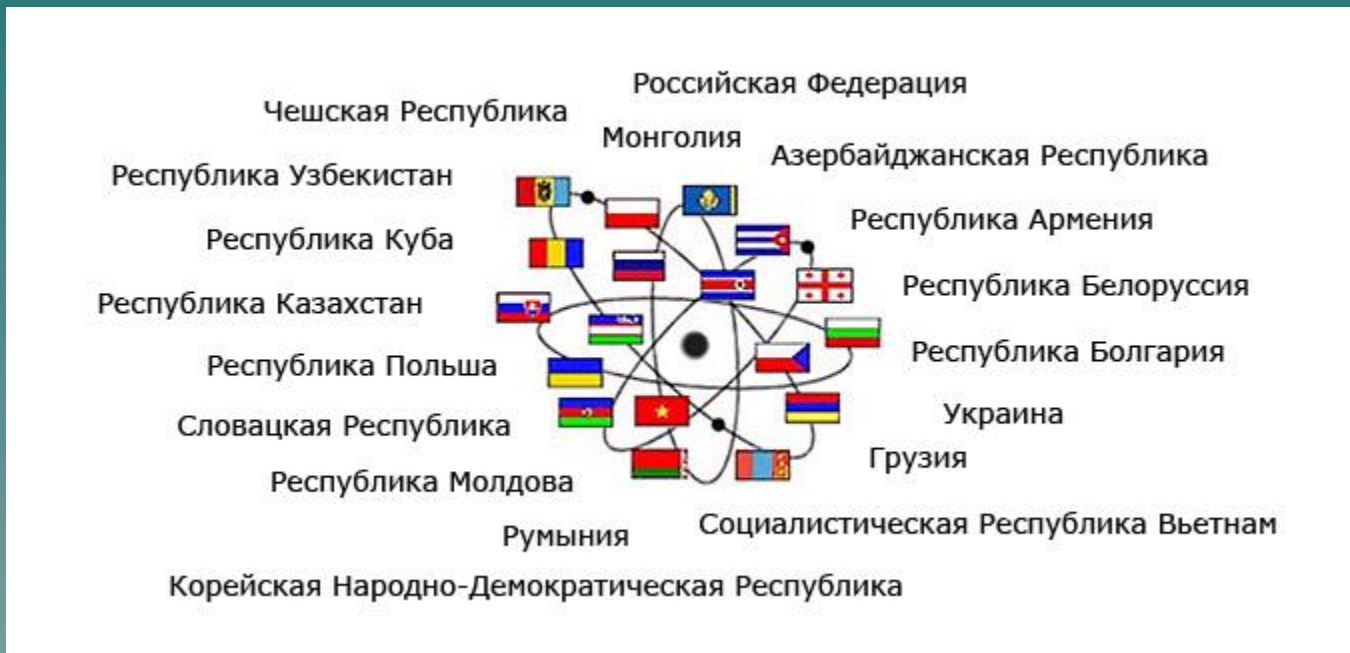 Российская Федерация
Чешская Республика
Монголия
Азербайджанская Республика
Республика Узбекистан
Республика Армения
Республика Куба
Республика Белоруссия
Республика Казахстан
Республика Болгария
Республика Польша
Украина
Словацкая Республика
Грузия
Республика Молдова
Социалистическая Республика Вьетнам
Румыния
Корейская Народно-Демократическая Республика